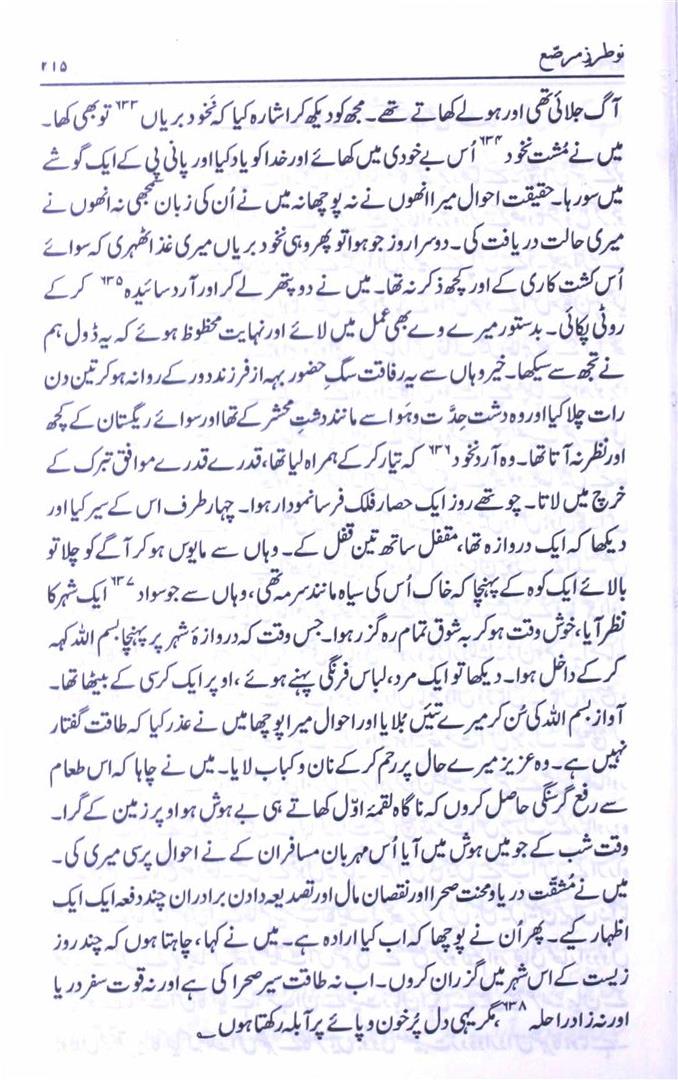 نوطرزِ مرصّع ۲۱۵
آگ جلائی تھی اور ہولے کھاتے تھے۔ مجھ کو دیکھ کر اشارہ کیا کہ نخود بریاں ۶۳۳ تو بھی کھا۔
میں نے مُشت نخود ۶۳۴ اُس بے خودی میں کھائے اور خدا کو یاد کیا اور پانی پی کے ایک گوشے
میں سو رہا۔ حقیقت احوال میرا انھوں نے نہ پوچھا نہ میں نے اُن کی زبان سمجھی نہ انھوں نے
میری حالت دریافت کی۔ دوسرا روز جو ہوا تو پھر وہی نخود بریاں میری غذا ٹھہری کہ سوائے
اُس کشت کاری کے اور کچھ ذکر نہ تھا۔ میں نے دو پتھر لے کر اور آرد سائیدہ ۶۳۵ کر کے
روٹی پکائی۔ بدستور میرے وے بھی عمل میں لائے اور نہایت محظوظ ہوئے کہ یہ ڈول ہم
نے تجھ سے سیکھا۔ خیر وہاں سے بہ رفاقت سگِ حضور بہہ از فرزند دور کے روانہ ہو کر تین دن
رات چلا کیا اور وہ دشت حدّت و ہوا سے مانند دشتِ محشر کے تھا اور سوائے ریگستان کے کچھ
اور نظر نہ آتا تھا۔ وہ آرد نخود ۶۳۶ کہ تیار کر کے ہمراہ لیا تھا، قدرے قدرے موافق تبرک کے
خرچ میں لاتا۔ چوتھے روز ایک حصار فلک فرسا نمودار ہوا۔ چہار طرف اس کے سیر کیا اور
دیکھا کہ ایک دروازہ تھا، مقفل ساتھ تین قفل کے۔ وہاں سے مایوس ہو کر آگے کو چلا تو
بالائے ایک کوہ کے پہنچا کہ خاک اُس کی سیاہ مانند سرمہ تھی، وہاں سے جو سواد ۶۳۷ ایک شہر کا
نظر آیا، خوش وقت ہو کر بہ شوق تمام رہ گزر ہوا۔ جس وقت کہ دروازۂ شہر پر پہنچا بسم اللہ کہہ
کر کے داخل ہوا۔ دیکھا تو ایک مرد، لباس فرنگی پہنے ہوئے، اوپر ایک کرسی کے بیٹھا تھا۔
آواز بسم اللہ کی سُن کر میرے تئیں بُلایا اور احوال میرا پوچھا میں نے عذر کیا کہ طاقت گفتار
نہیں ہے۔ وہ عزیز میرے حال پر رحم کر کے نان و کباب لایا۔ میں نے چاہا کہ اس طعام
سے رفع گرسنگی حاصل کروں کہ ناگاہ لقمۂ اوّل کھاتے ہی بے ہوش ہو اوپر زمین کے گرا۔
وقت شب کے جو میں ہوش میں آیا اُس مہربان مسافران کے نے احوال پرسی میری کی۔
میں نے مُشقّت دریا و محنت صحرا اور نقصان مال اور تصدیعہ دادن برادران چند دفعہ ایک ایک
اظہار کیے۔ پھر اُن نے پوچھا کہ اب کیا ارادہ ہے۔ میں نے کہا، چاہتا ہوں کہ چند روز
زیست کے اس شہر میں گزران کروں۔ اب نہ طاقت سیر صحرا کی ہے اور نہ قوت سفر دریا
اور نہ زاد راحلہ ۶۳۸، مگر یہی دل پُر خون و پائے پر آبلہ رکھتا ہوں ؎